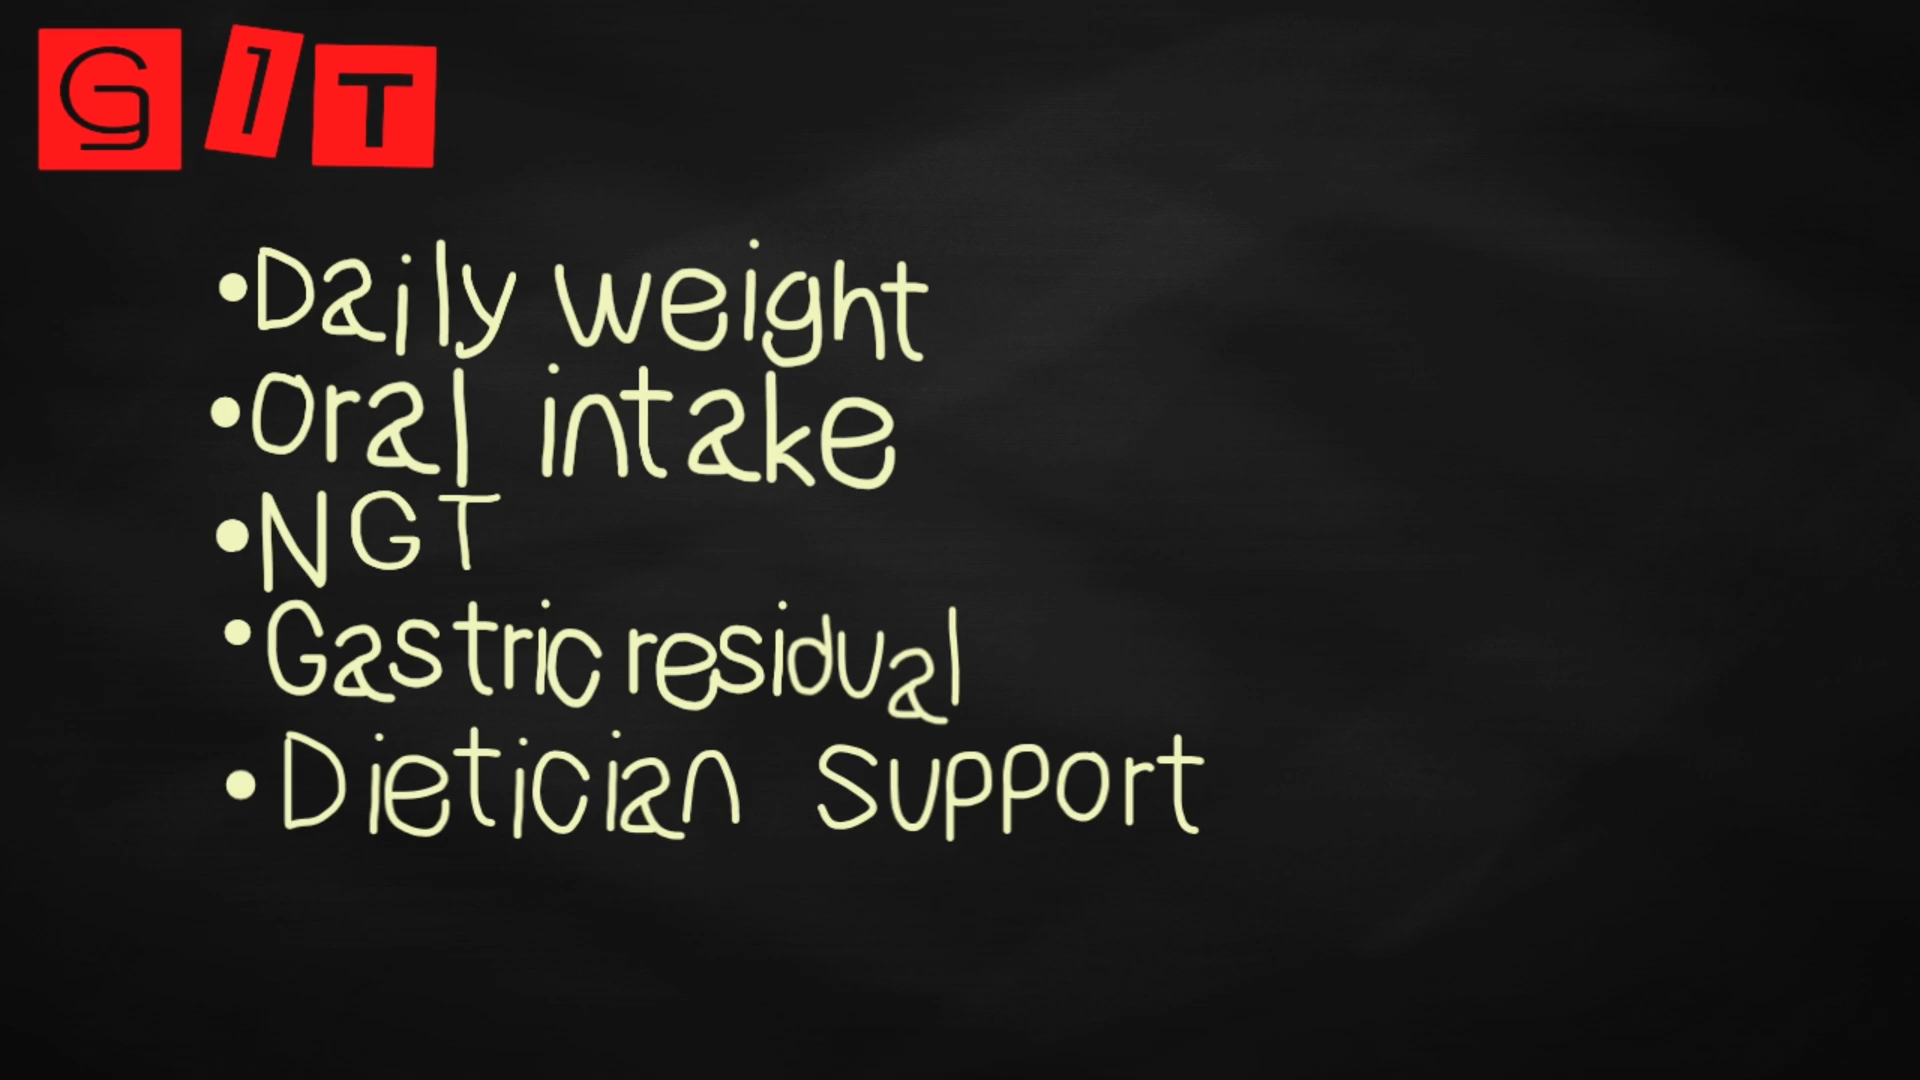 GIT
•Daily weight
•Oral intake
•NGT
•Gastric residual
•Dietician support